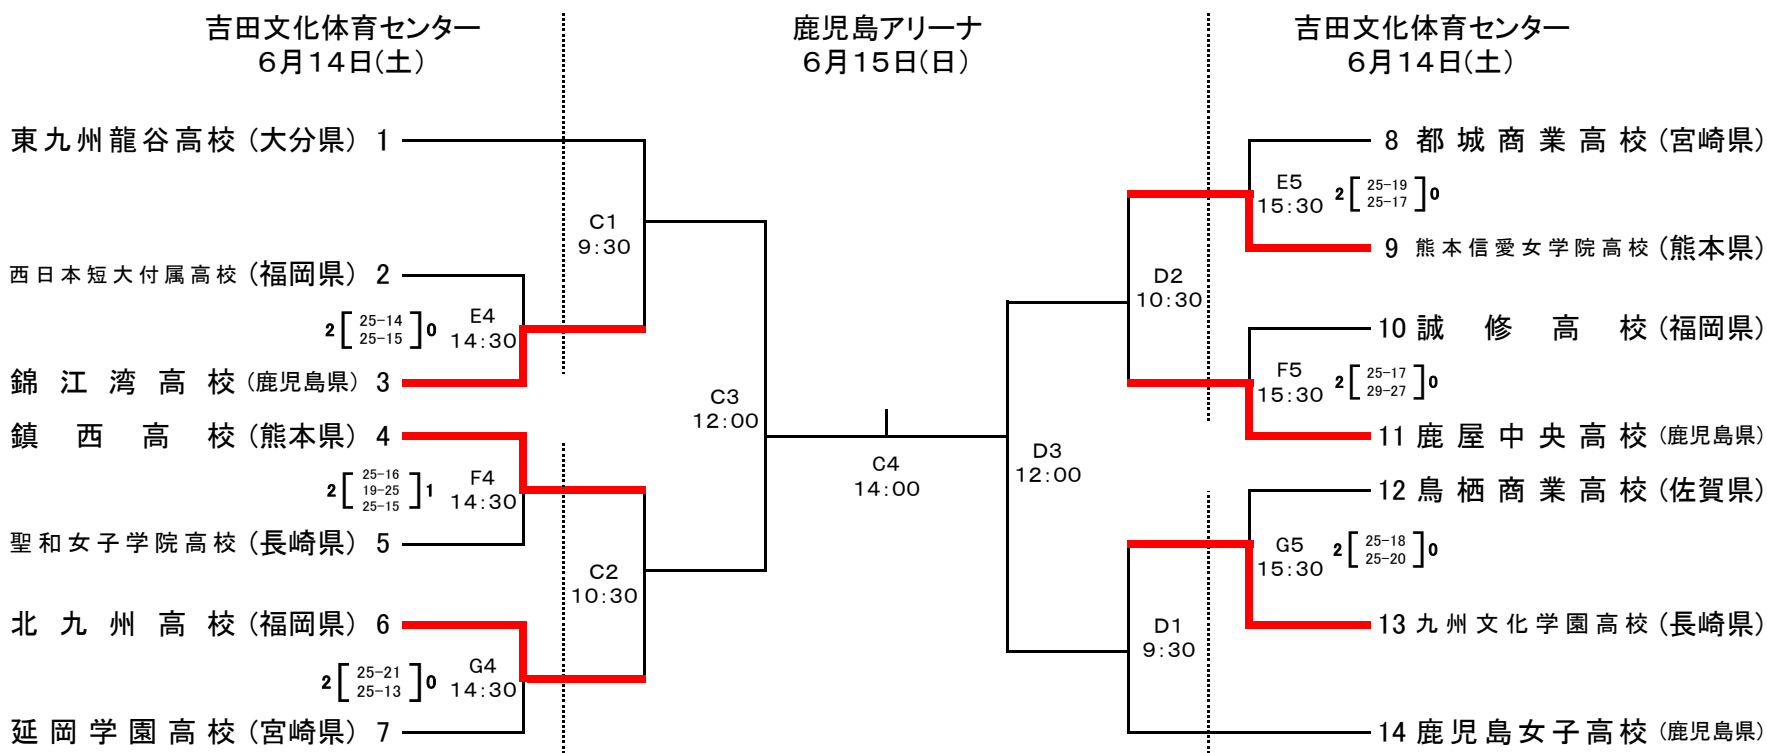 吉田文化体育センター
6月14日(土)
鹿児島アリーナ
6月15日(日)
吉田文化体育センター
6月14日(土)
東九州龍谷高校 (大分県) 1
西日本短大付属高校 (福岡県) 2
2 [ 25-14 25-15 ] 0
E4
14:30
錦江湾高校 (鹿児島県) 3
鎮西高校 (熊本県) 4
2 [ 25-16 19-25 25-15 ] 1
F4
14:30
聖和女子学院高校 (長崎県) 5
北九州高校 (福岡県) 6
2 [ 25-21 25-13 ] 0
G4
14:30
延岡学園高校 (宮崎県) 7
C1
9:30
C2
10:30
C3
12:00
C4
14:00
D3
12:00
D2
10:30
D1
9:30
8 都城商業高校 (宮崎県)
E5
15:30
2 [ 25-19 25-17 ] 0
9 熊本信愛女学院高校 (熊本県)
10 誠修高校 (福岡県)
F5
15:30
2 [ 25-17 29-27 ] 0
11 鹿屋中央高校 (鹿児島県)
12 鳥栖商業高校 (佐賀県)
G5
15:30
2 [ 25-18 25-20 ] 0
13 九州文化学園高校 (長崎県)
14 鹿児島女子高校 (鹿児島県)